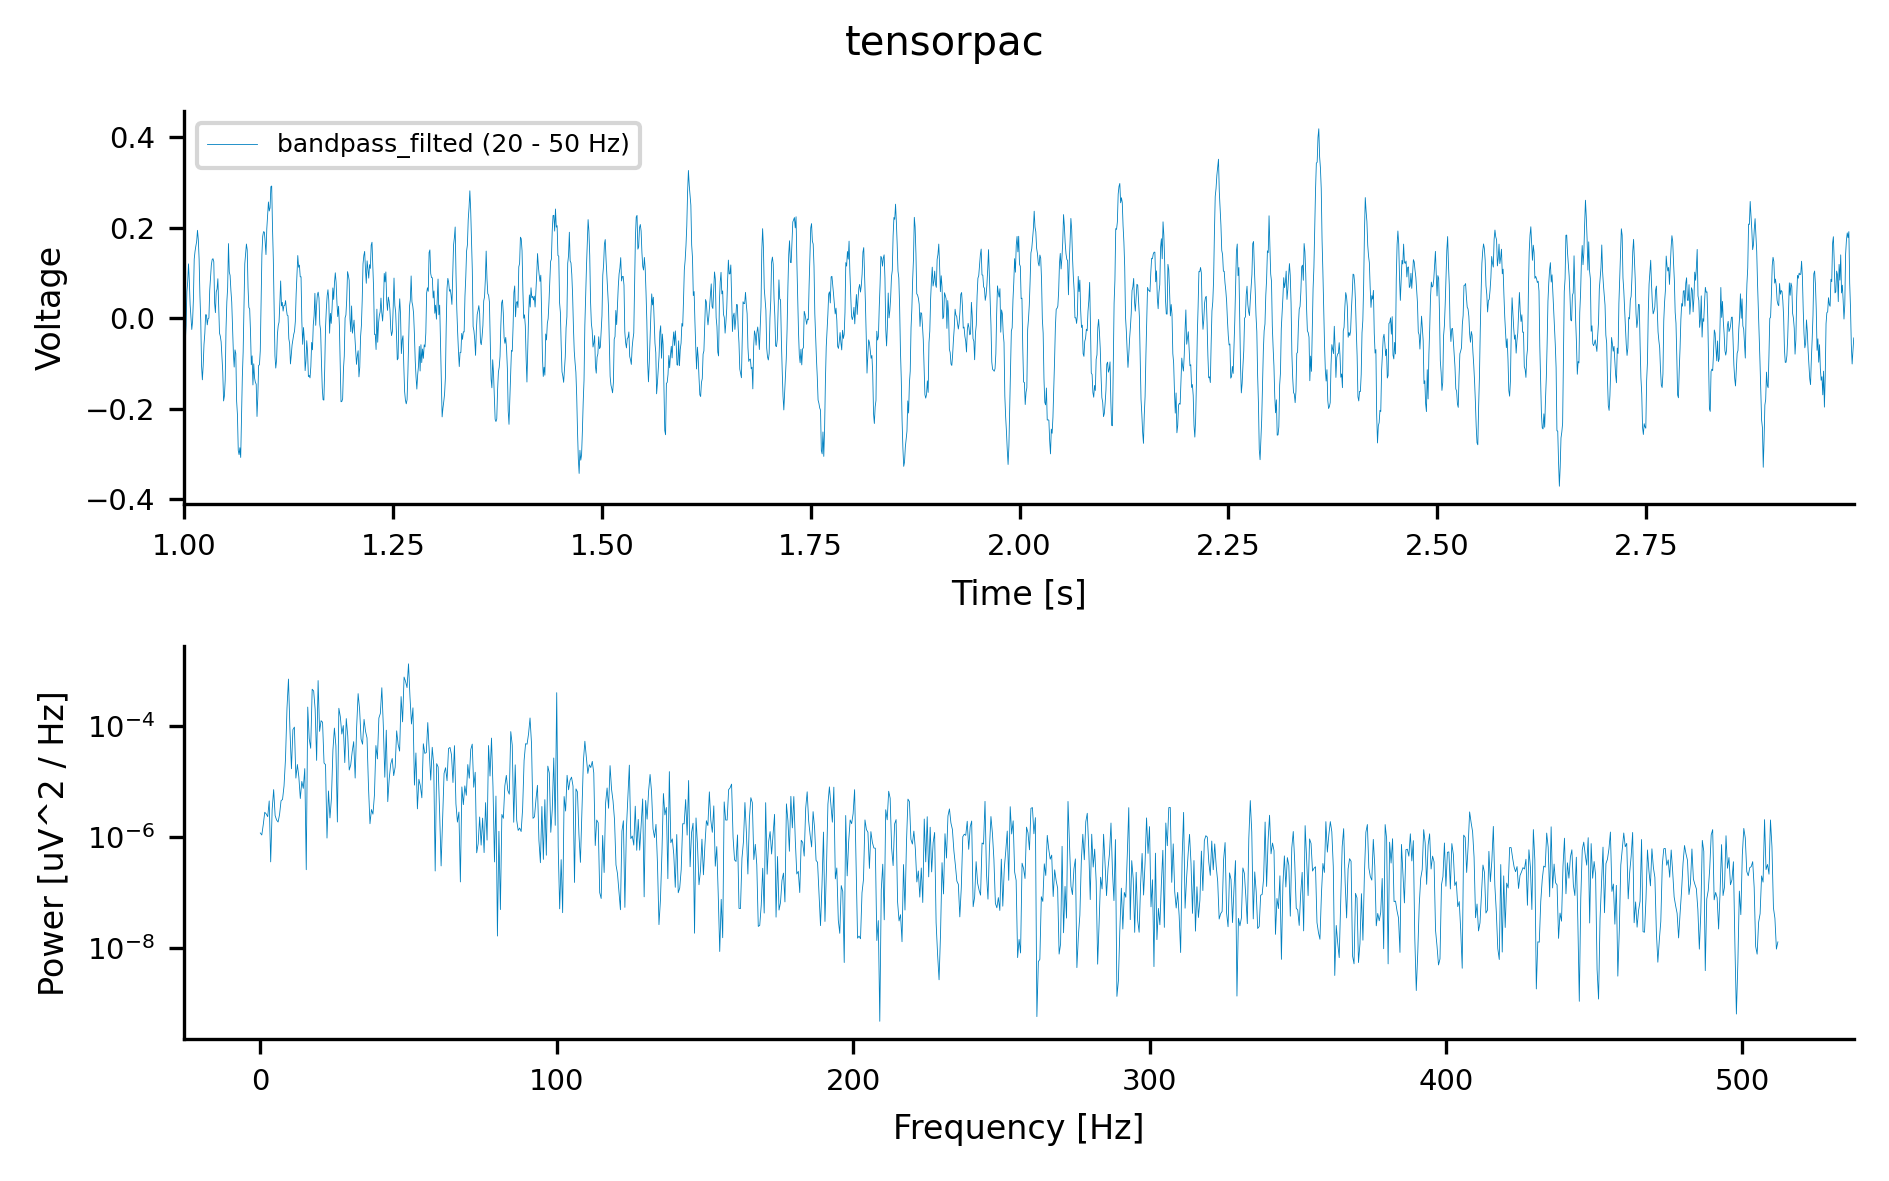 tensorpac
bandpass_filted (20 - 50 Hz)
Voltage
0.4
0.2
0.0
−0.2
−0.4
1.00 1.25 1.50 1.75 2.00 2.25 2.50 2.75
Time [s]
Power [uV^2 / Hz]
10⁻⁴
10⁻⁶
10⁻⁸
0 100 200 300 400 500
Frequency [Hz]